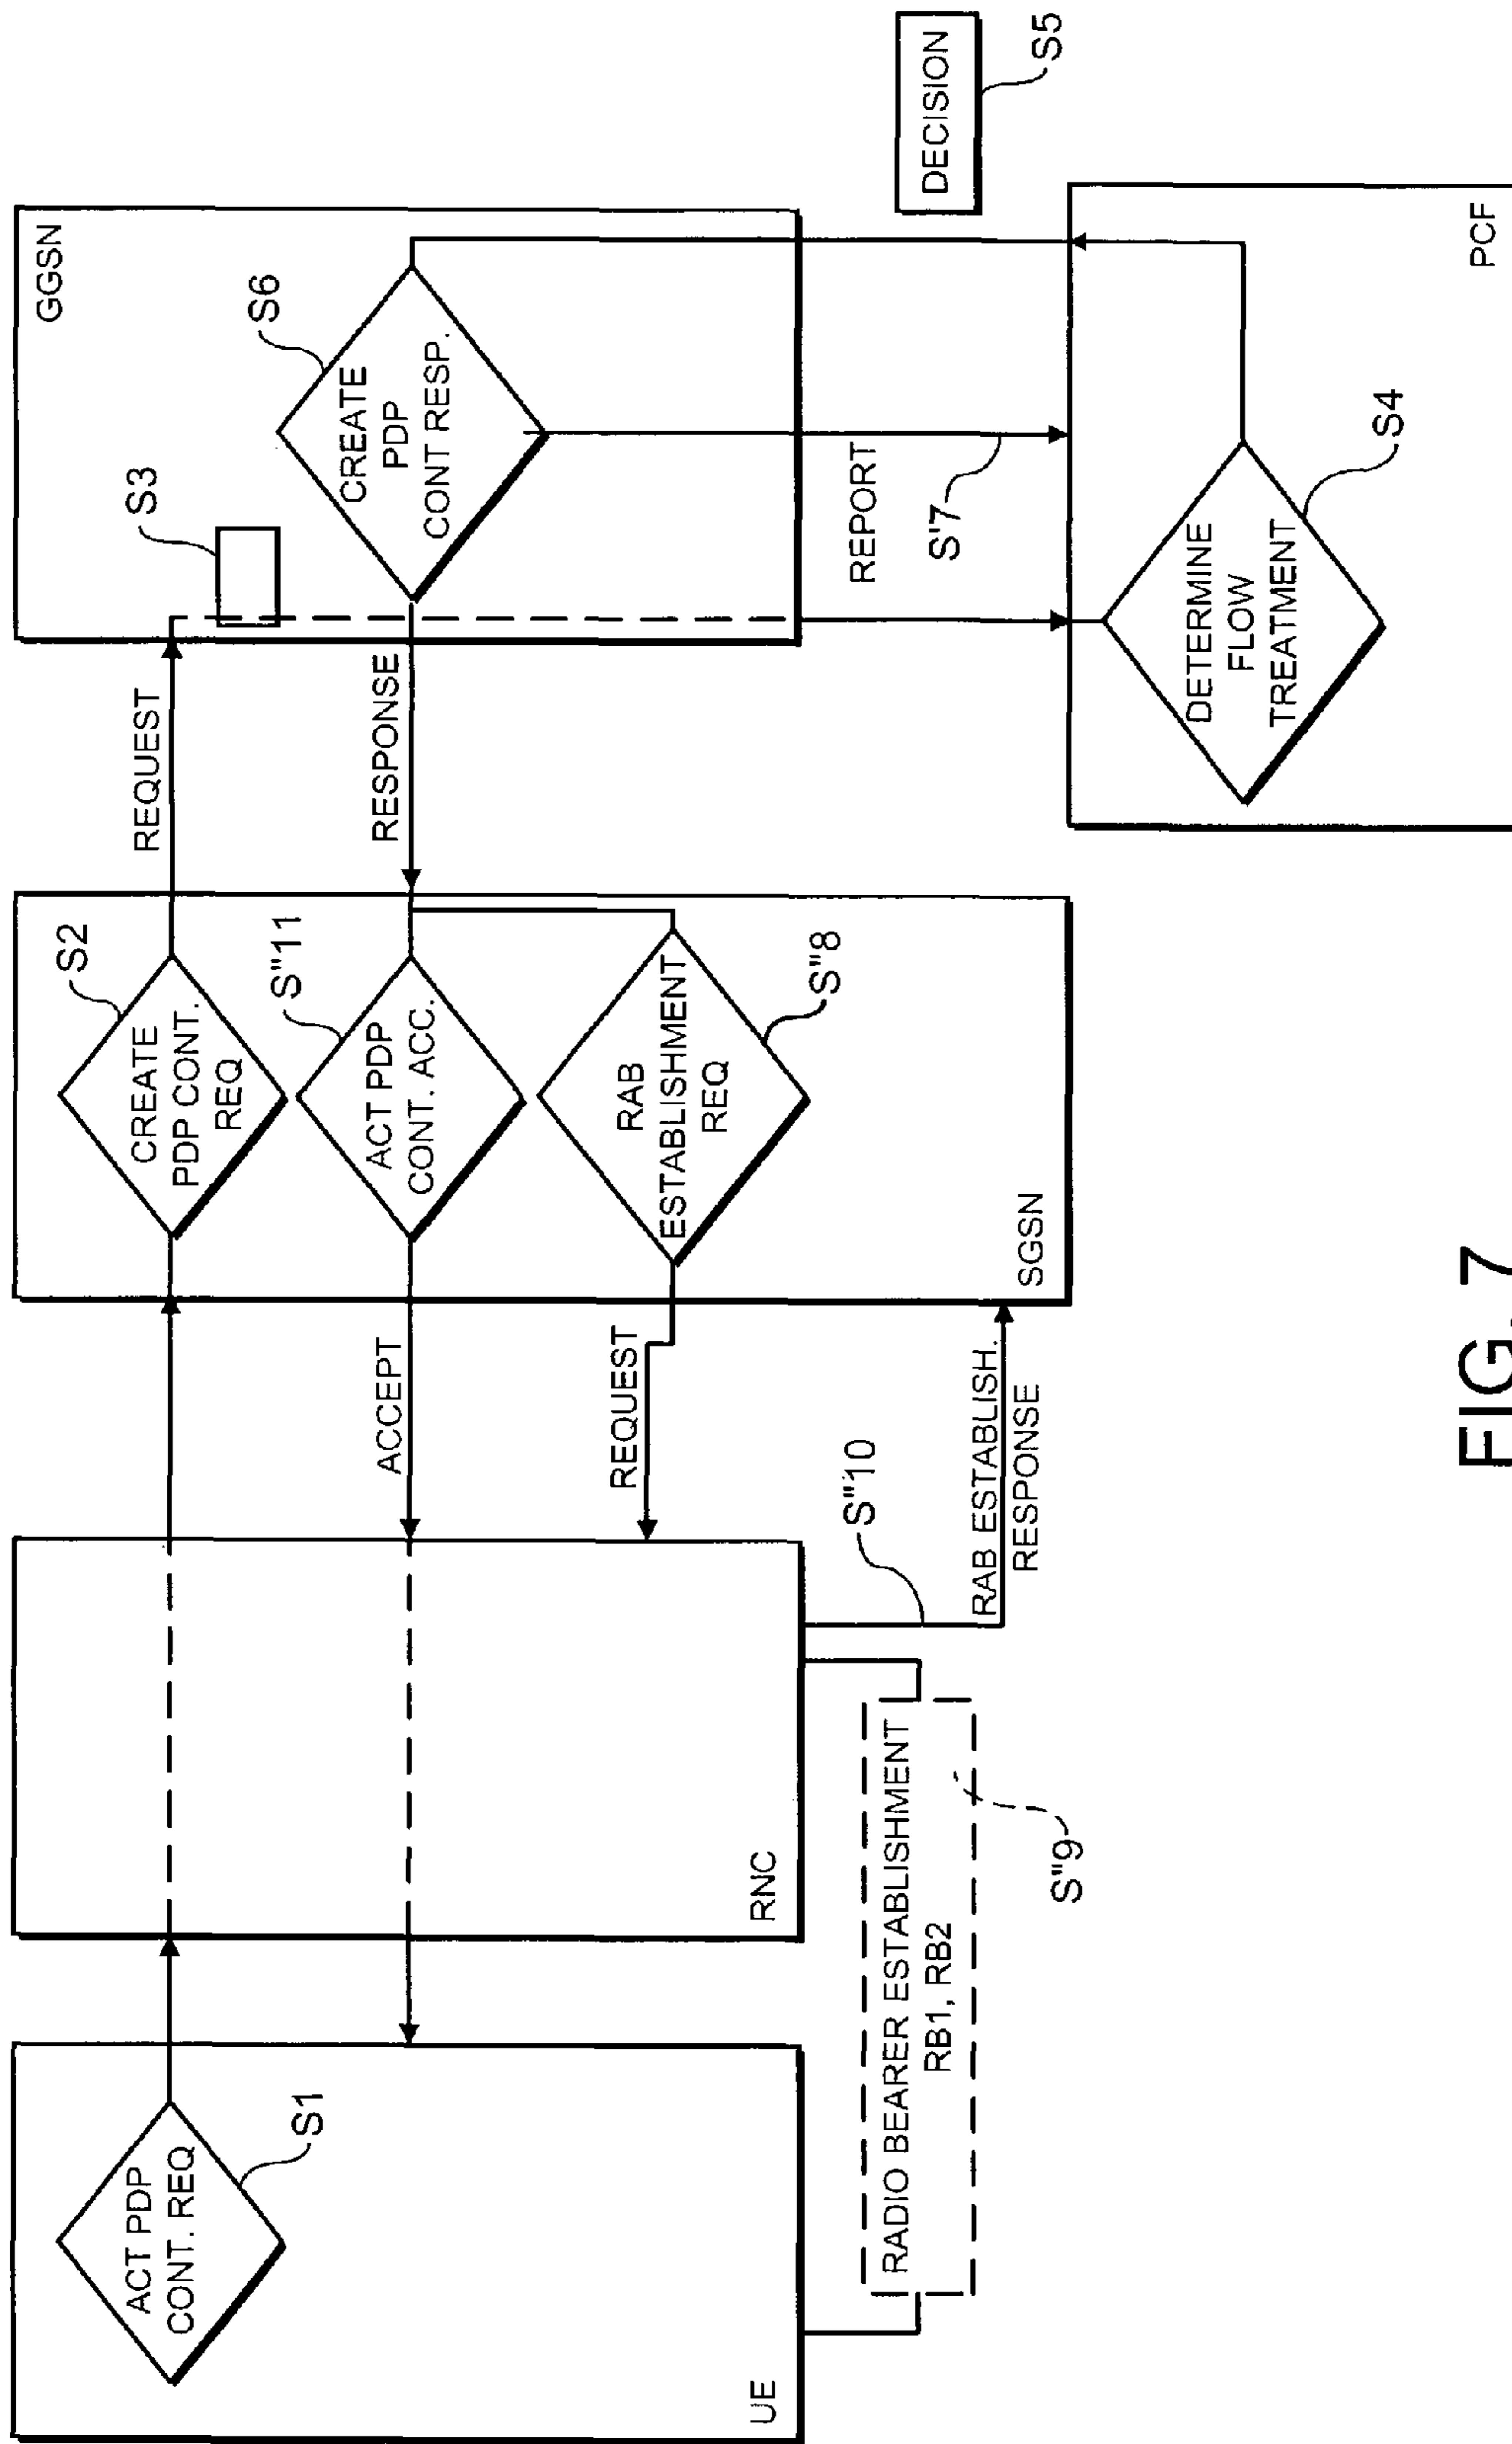 UE
ACT PDP
CONT. REQ
S1
RNC
RADIO BEARER ESTABLISHMENT
RB1, RB2
S"9
S"10
RAB ESTABLISH.
RESPONSE
ACCEPT
REQUEST
SGSN
CREATE
PDP CONT.
REQ
S2
ACT PDP
CONT. ACC.
S"11
RAB
ESTABLISHMENT
REQ
S"8
REQUEST
RESPONSE
GGSN
S3
CREATE
PDP
CONT RESP.
S6
REPORT
S'7
DECISION
S5
PCF
DETERMINE
FLOW
TREATMENT
S4
FIG. 7